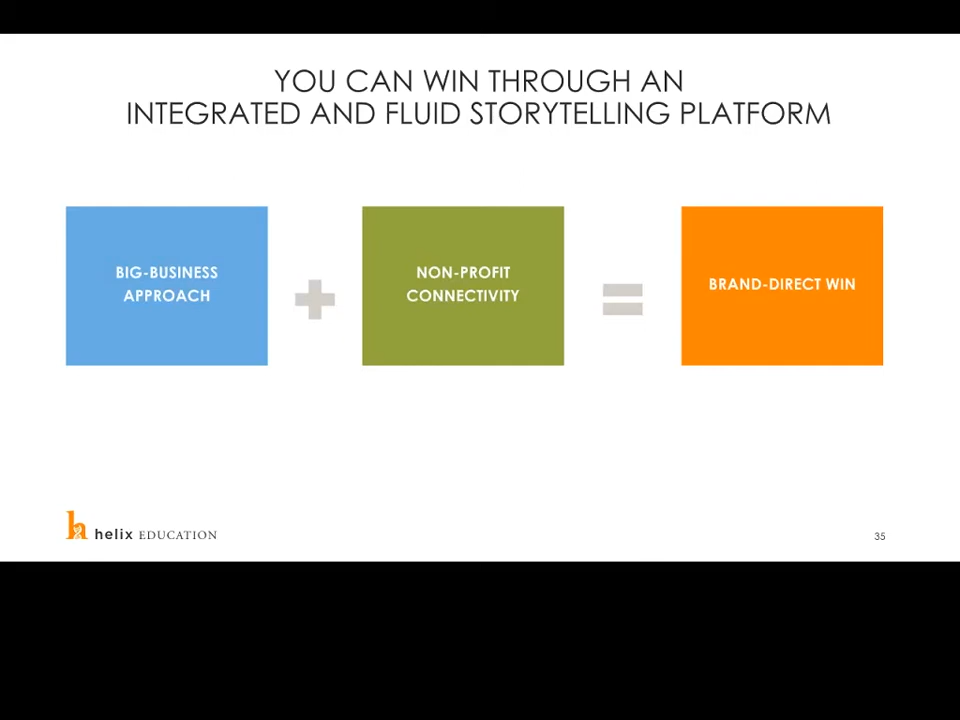 YOU CAN WIN THROUGH AN
INTEGRATED AND FLUID STORYTELLING PLATFORM
BIG-BUSINESS
APPROACH
NON-PROFIT
CONNECTIVITY
BRAND-DIRECT WIN
helix EDUCATION
35